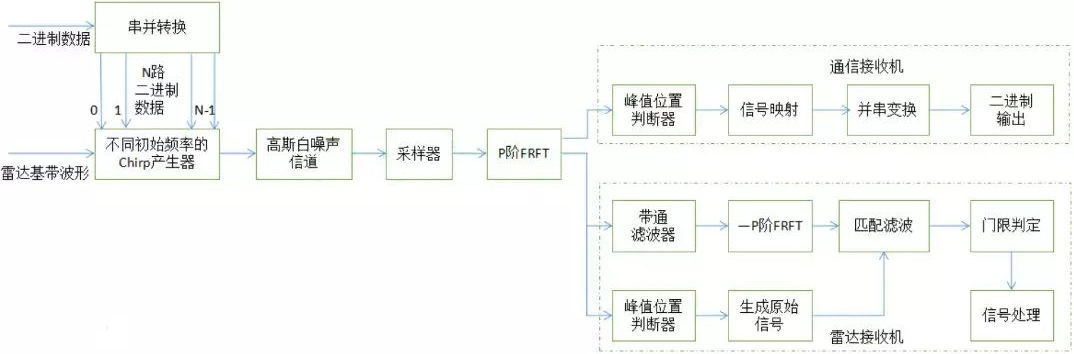 串并转换
二进制数据
N路
二进制
数据
0
1
N-1
不同初始频率的
Chirp产生器
雷达基带波形
高斯白噪声
信道
采样器
P阶FRFT
通信接收机
峰值位置
判断器
信号映射
并串变换
二进制
输出
带通
滤波器
—P阶FRFT
匹配滤波
门限判定
峰值位置
判断器
生成原始
信号
信号处理
雷达接收机